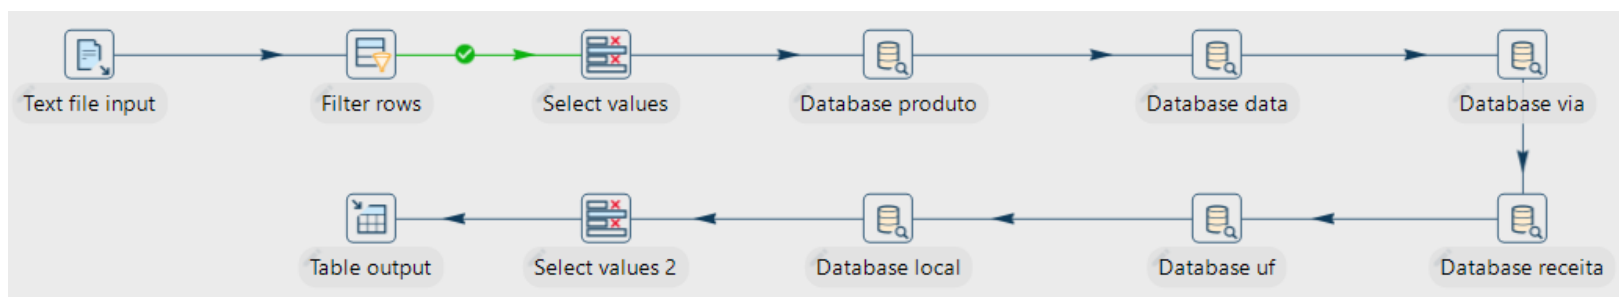 Text file input
Filter rows
Select values
Database produto
Database data
Database via
Table output
Select values 2
Database local
Database uf
Database receita